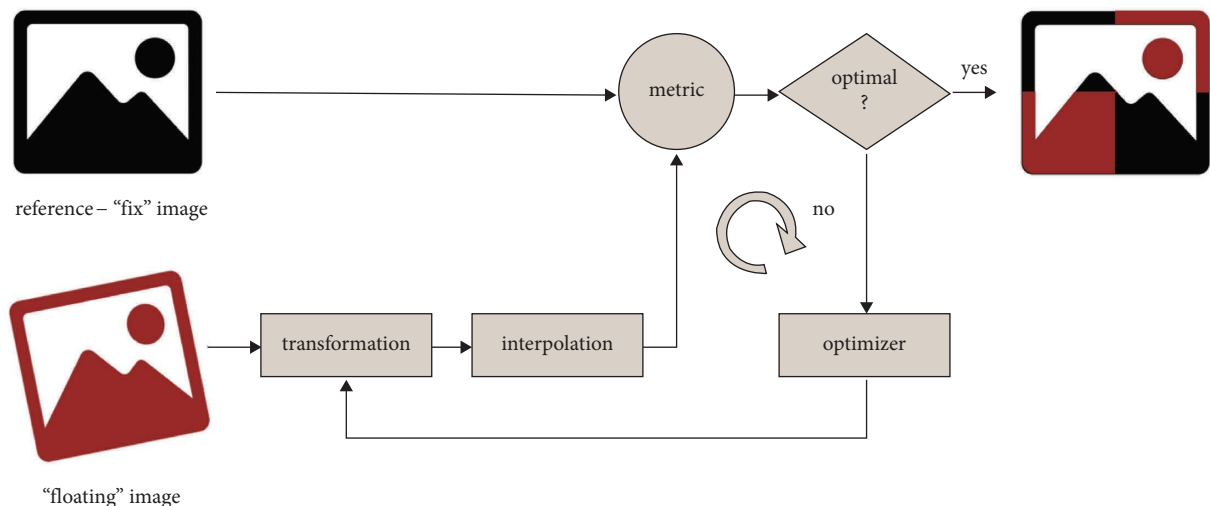 metric
optimal
?
yes
reference – “fix” image
no
transformation
interpolation
optimizer
“floating” image